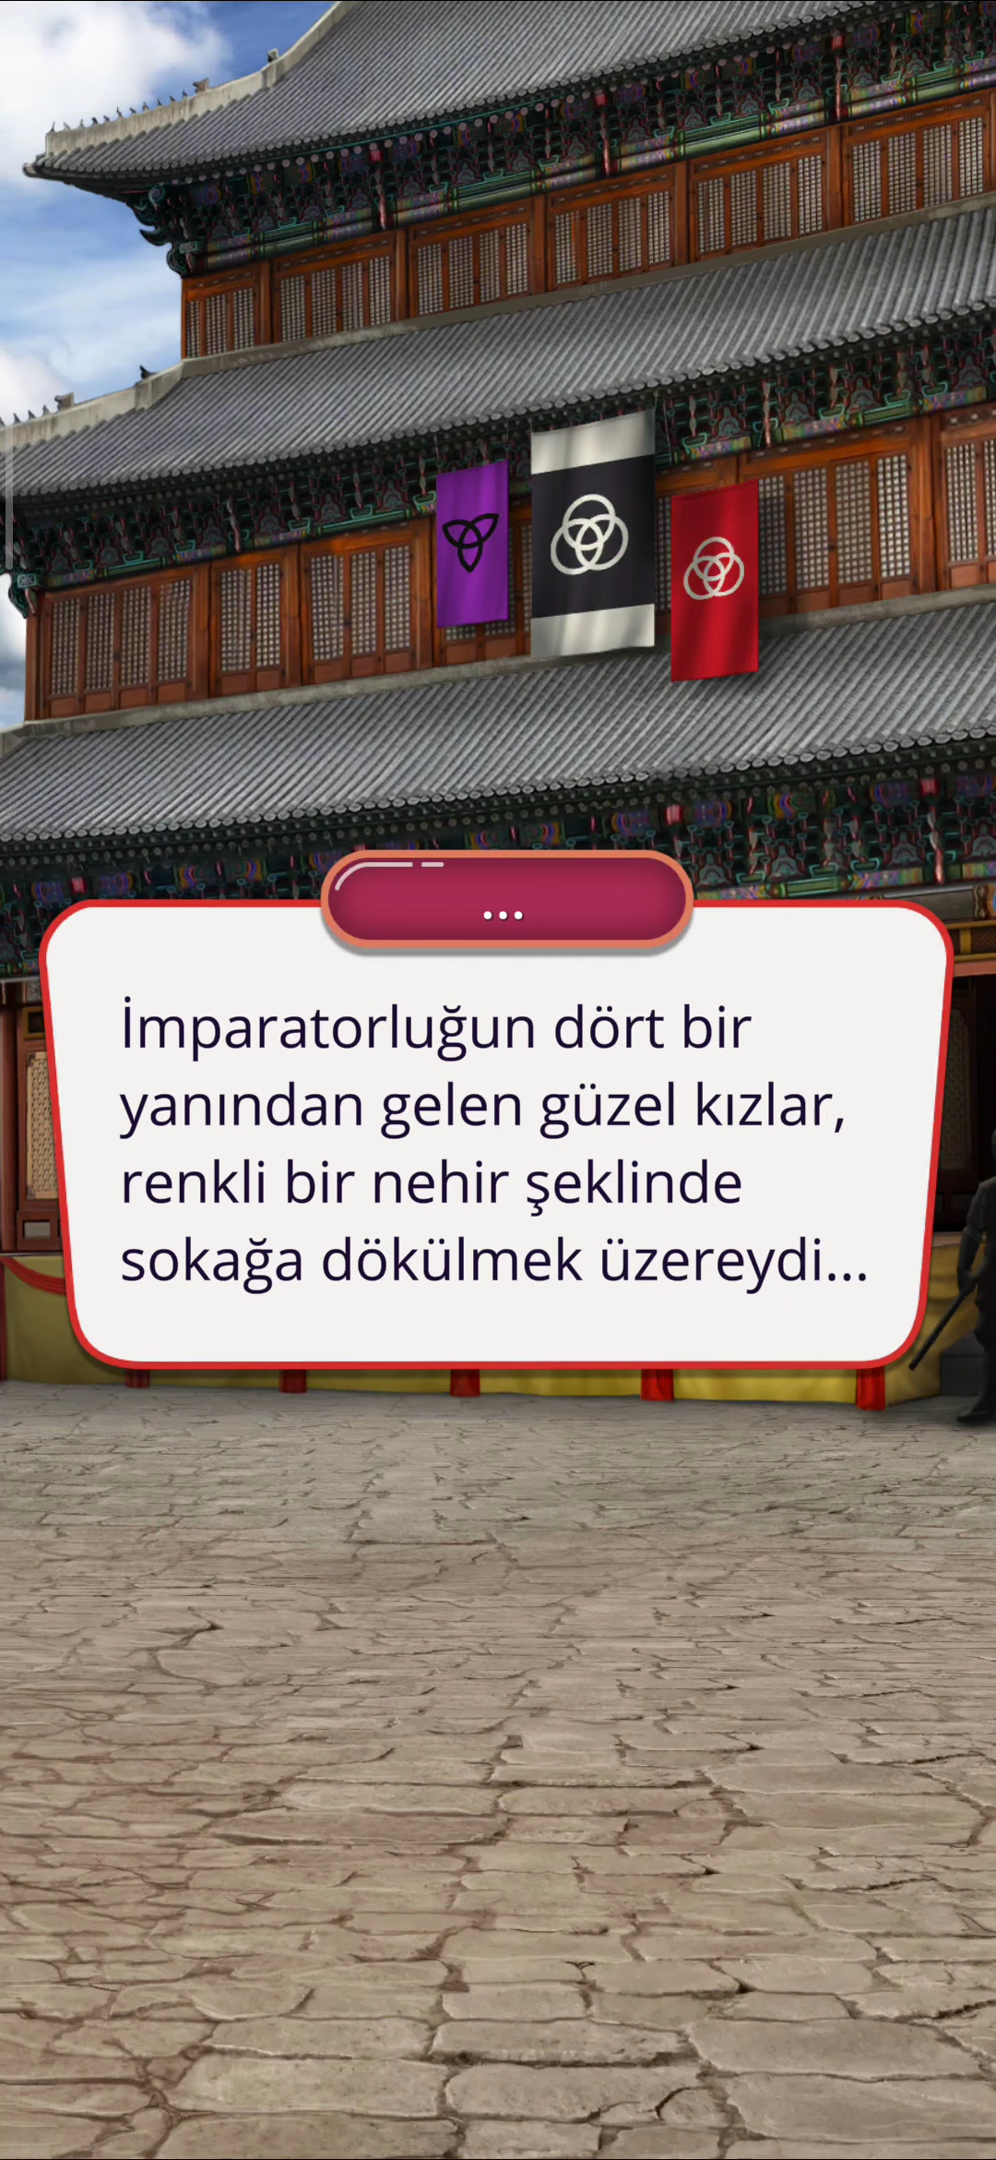 ...
İmparatorluğun dört bir
yanından gelen güzel kızlar,
renkli bir nehir şeklinde
sokağa dökülmek üzereydi...